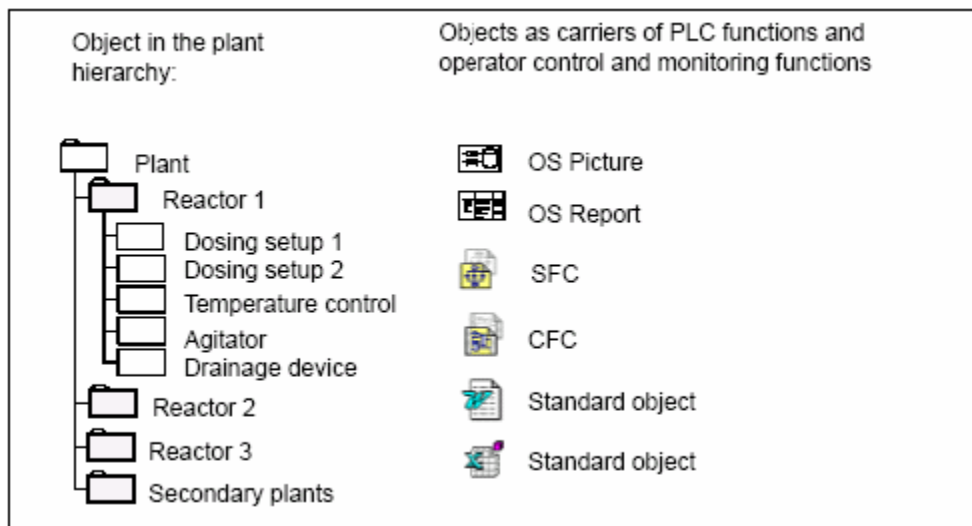 Object in the plant
hierarchy:
Objects as carriers of PLC functions and
operator control and monitoring functions
Plant
Reactor 1
Dosing setup 1
Dosing setup 2
Temperature control
Agitator
Drainage device
Reactor 2
Reactor 3
Secondary plants
OS Picture
OS Report
SFC
CFC
Standard object
Standard object